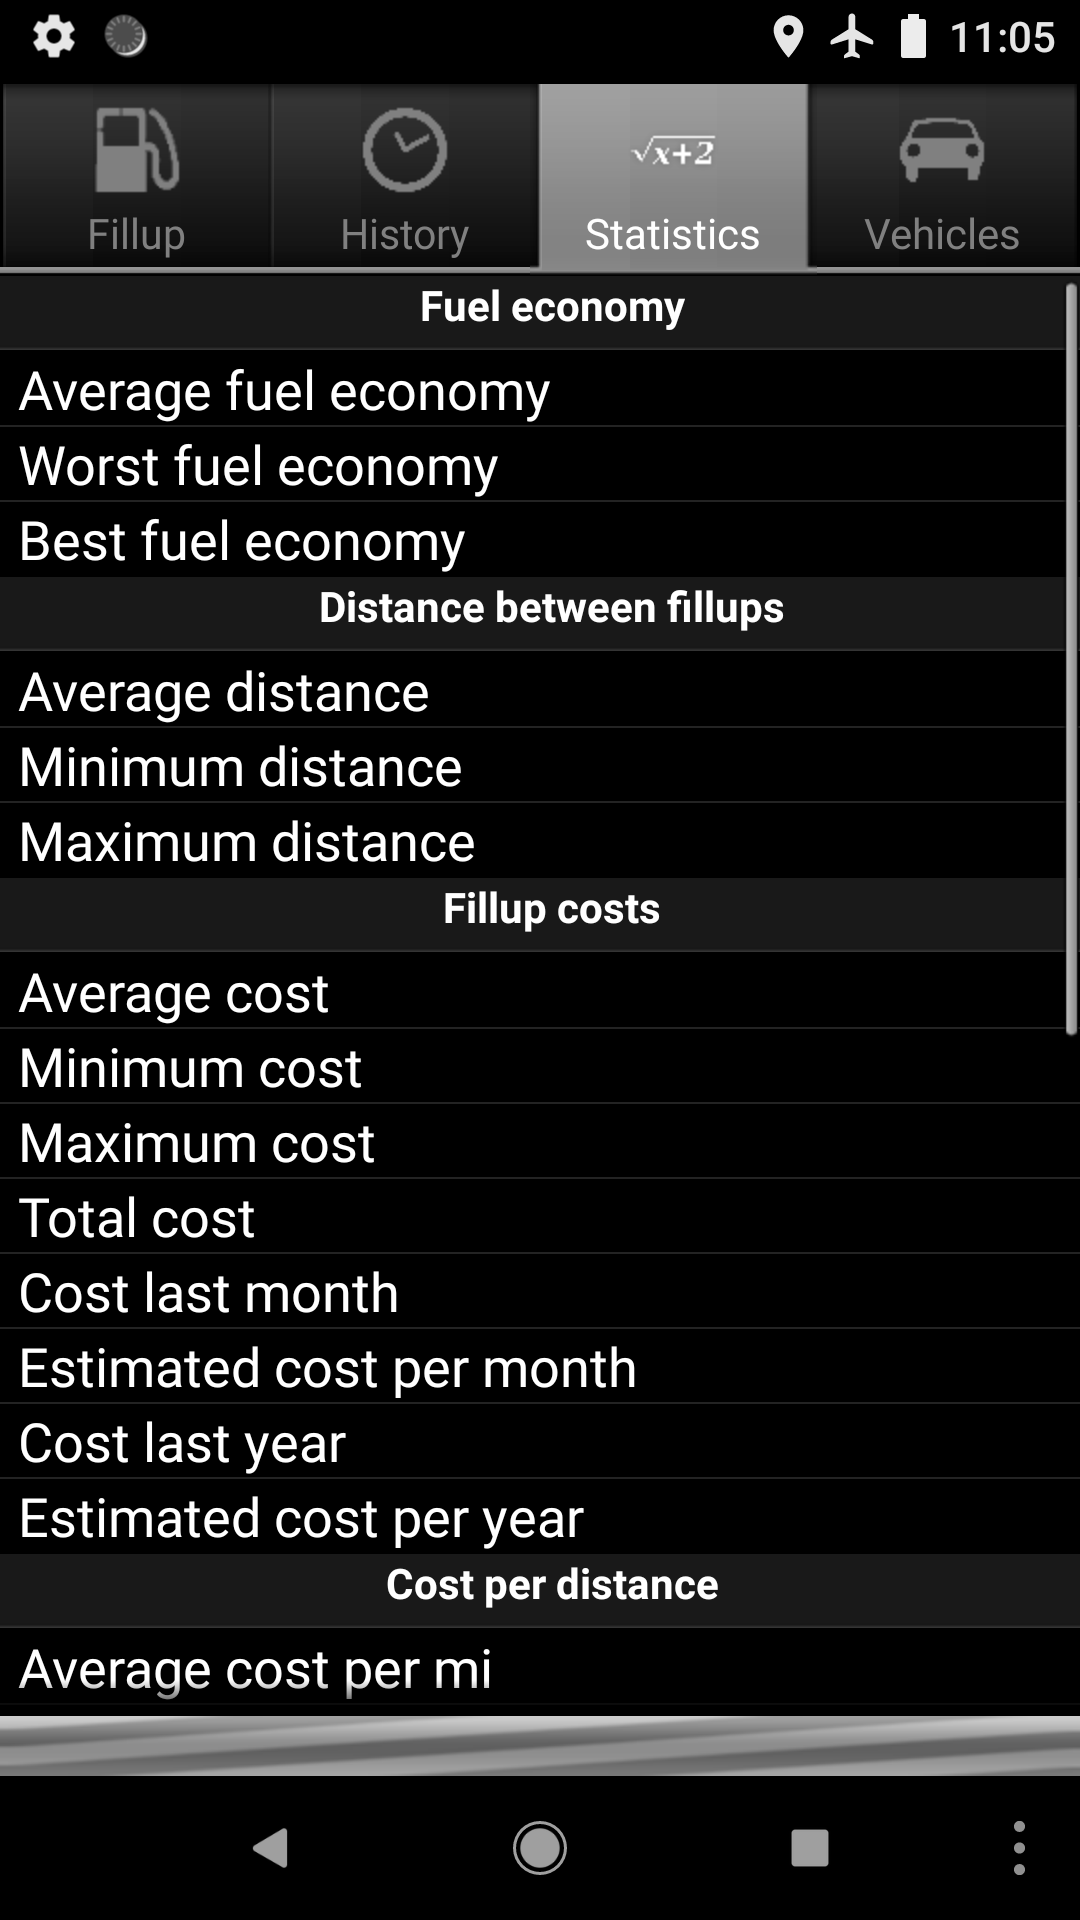 11:05
√x+2
Fillup
History
Statistics
Vehicles
Fuel economy
Average fuel economy
Worst fuel economy
Best fuel economy
Distance between fillups
Average distance
Minimum distance
Maximum distance
Fillup costs
Average cost
Minimum cost
Maximum cost
Total cost
Cost last month
Estimated cost per month
Cost last year
Estimated cost per year
Cost per distance
Average cost per mi